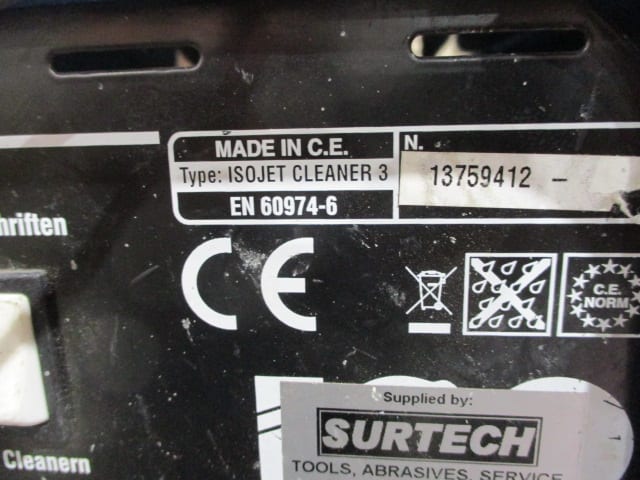 MADE IN C.E.
Type: ISOJET CLEANER 3
EN 60974-6
N.
13759412 -
hriften
CE
C.E.
NORM
Supplied by:
SURTECH
TOOLS, ABRASIVES, SERVICE
Cleanern